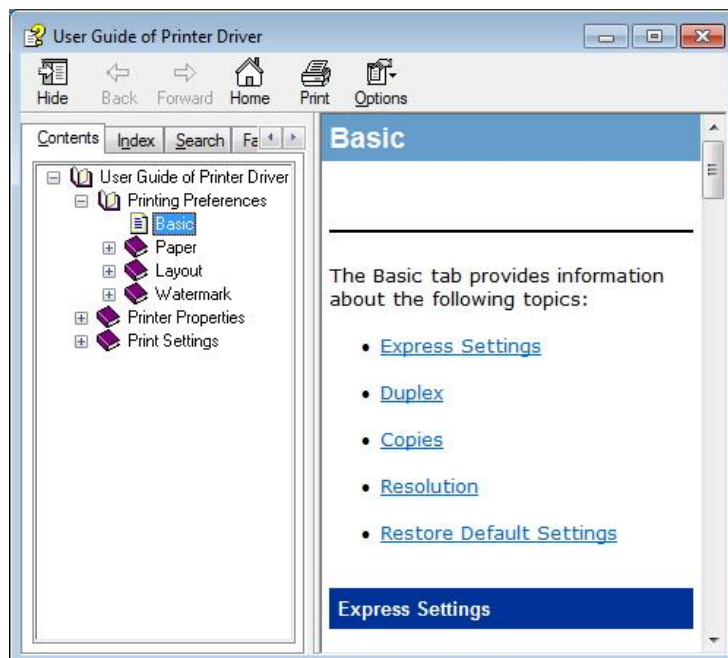 User Guide of Printer Driver
Hide Back Forward Home Print Options
Contents Index Search Fa
User Guide of Printer Driver
Printing Preferences
Basic
Paper
Layout
Watermark
Printer Properties
Print Settings
Basic
The Basic tab provides information
about the following topics:
• Express Settings
• Duplex
• Copies
• Resolution
• Restore Default Settings
Express Settings